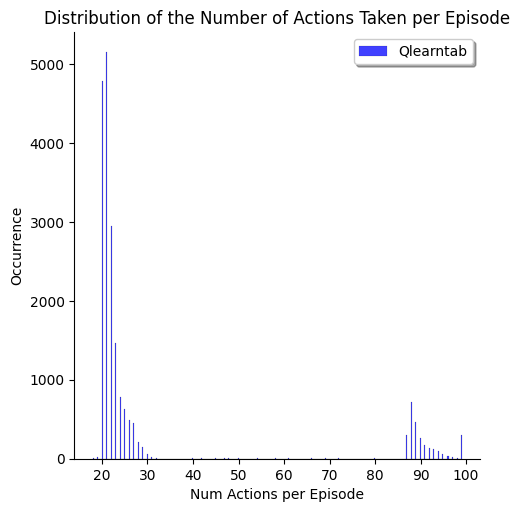 Distribution of the Number of Actions Taken per Episode
Qlearntab
5000
4000
3000
2000
1000
0
Occurrence
20 30 40 50 60 70 80 90 100
Num Actions per Episode